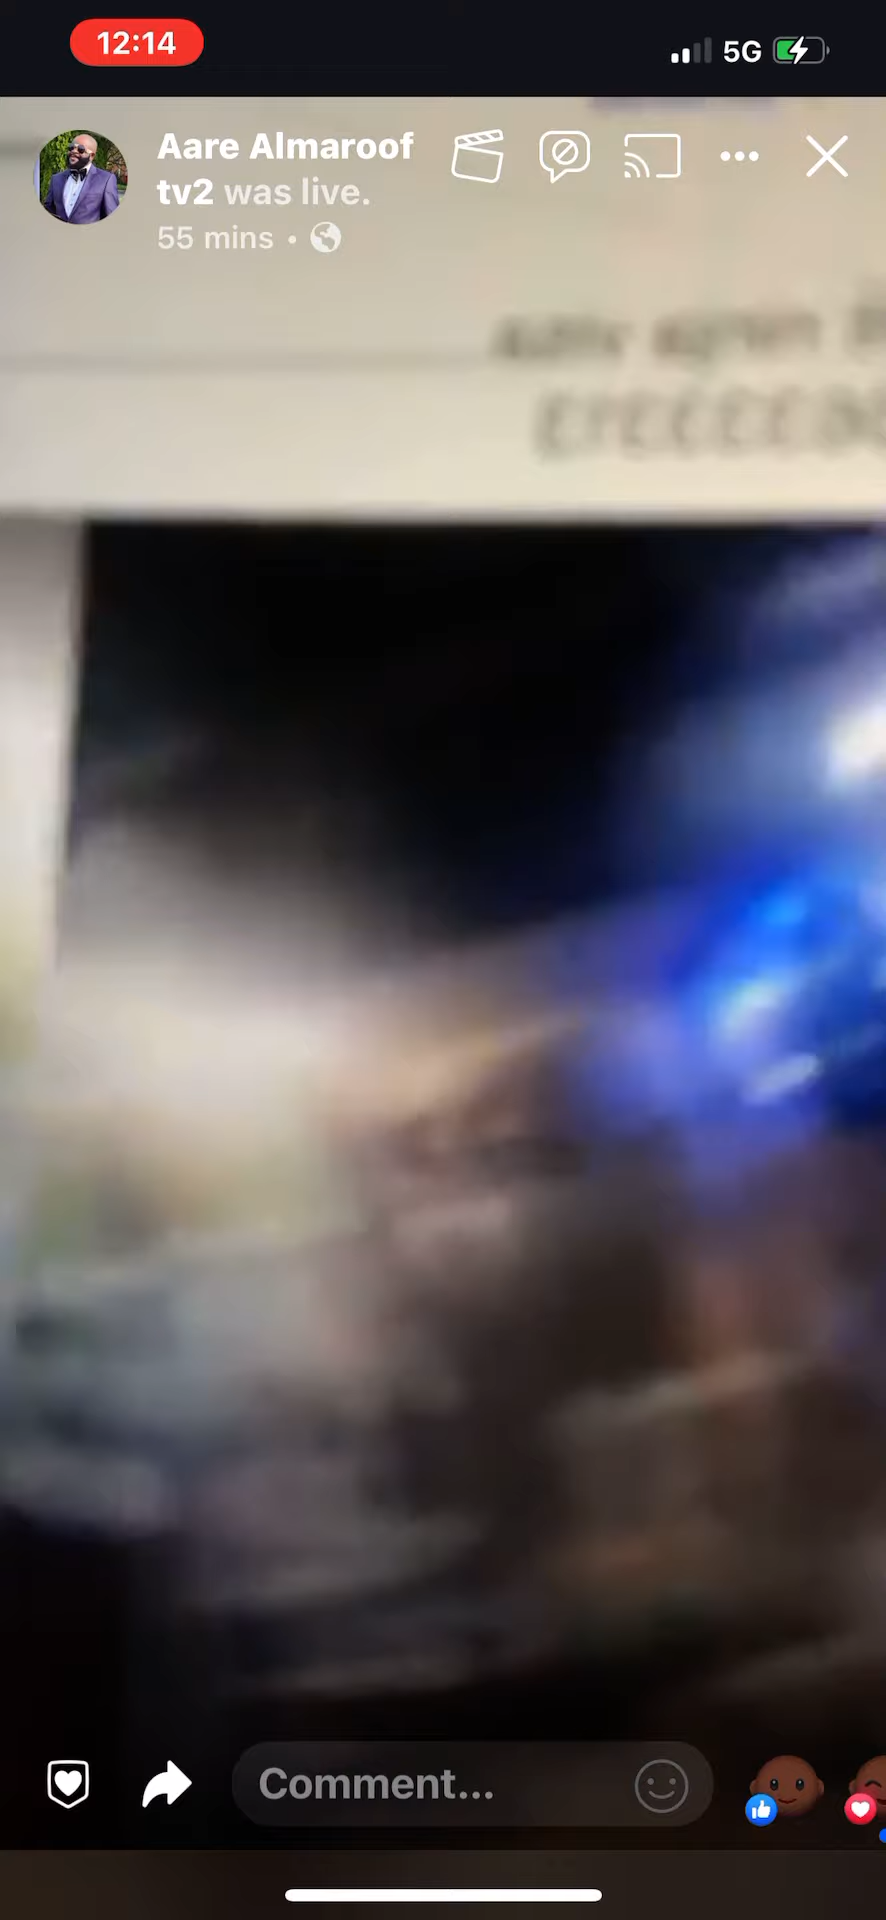 12:14
5G
Aare Almaroof
tv2 was live.
55 mins •
Comment...